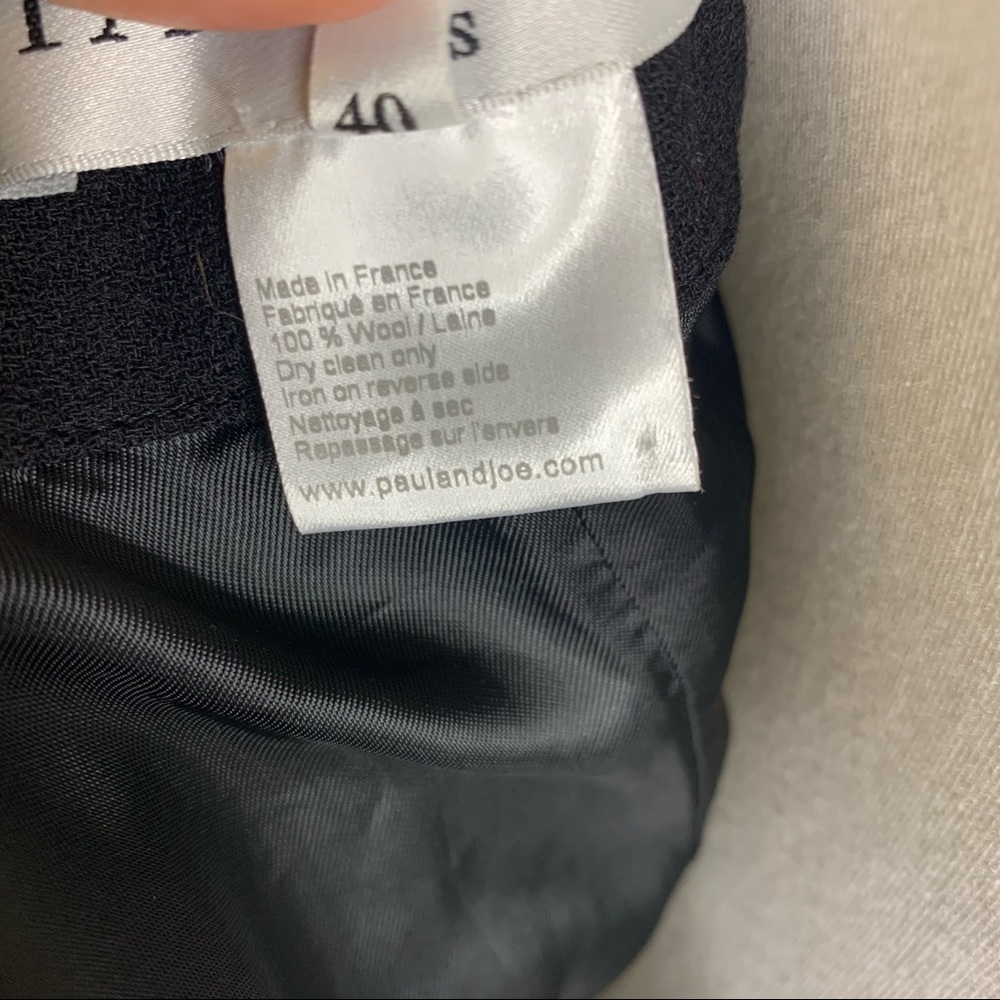 S
40
Made in France
Fabriqué en France
100 % Wool / Laine
Dry clean only
Iron on reverse side
Nettoyage à sec
Repassage sur l'envers
www.paulandjoe.com